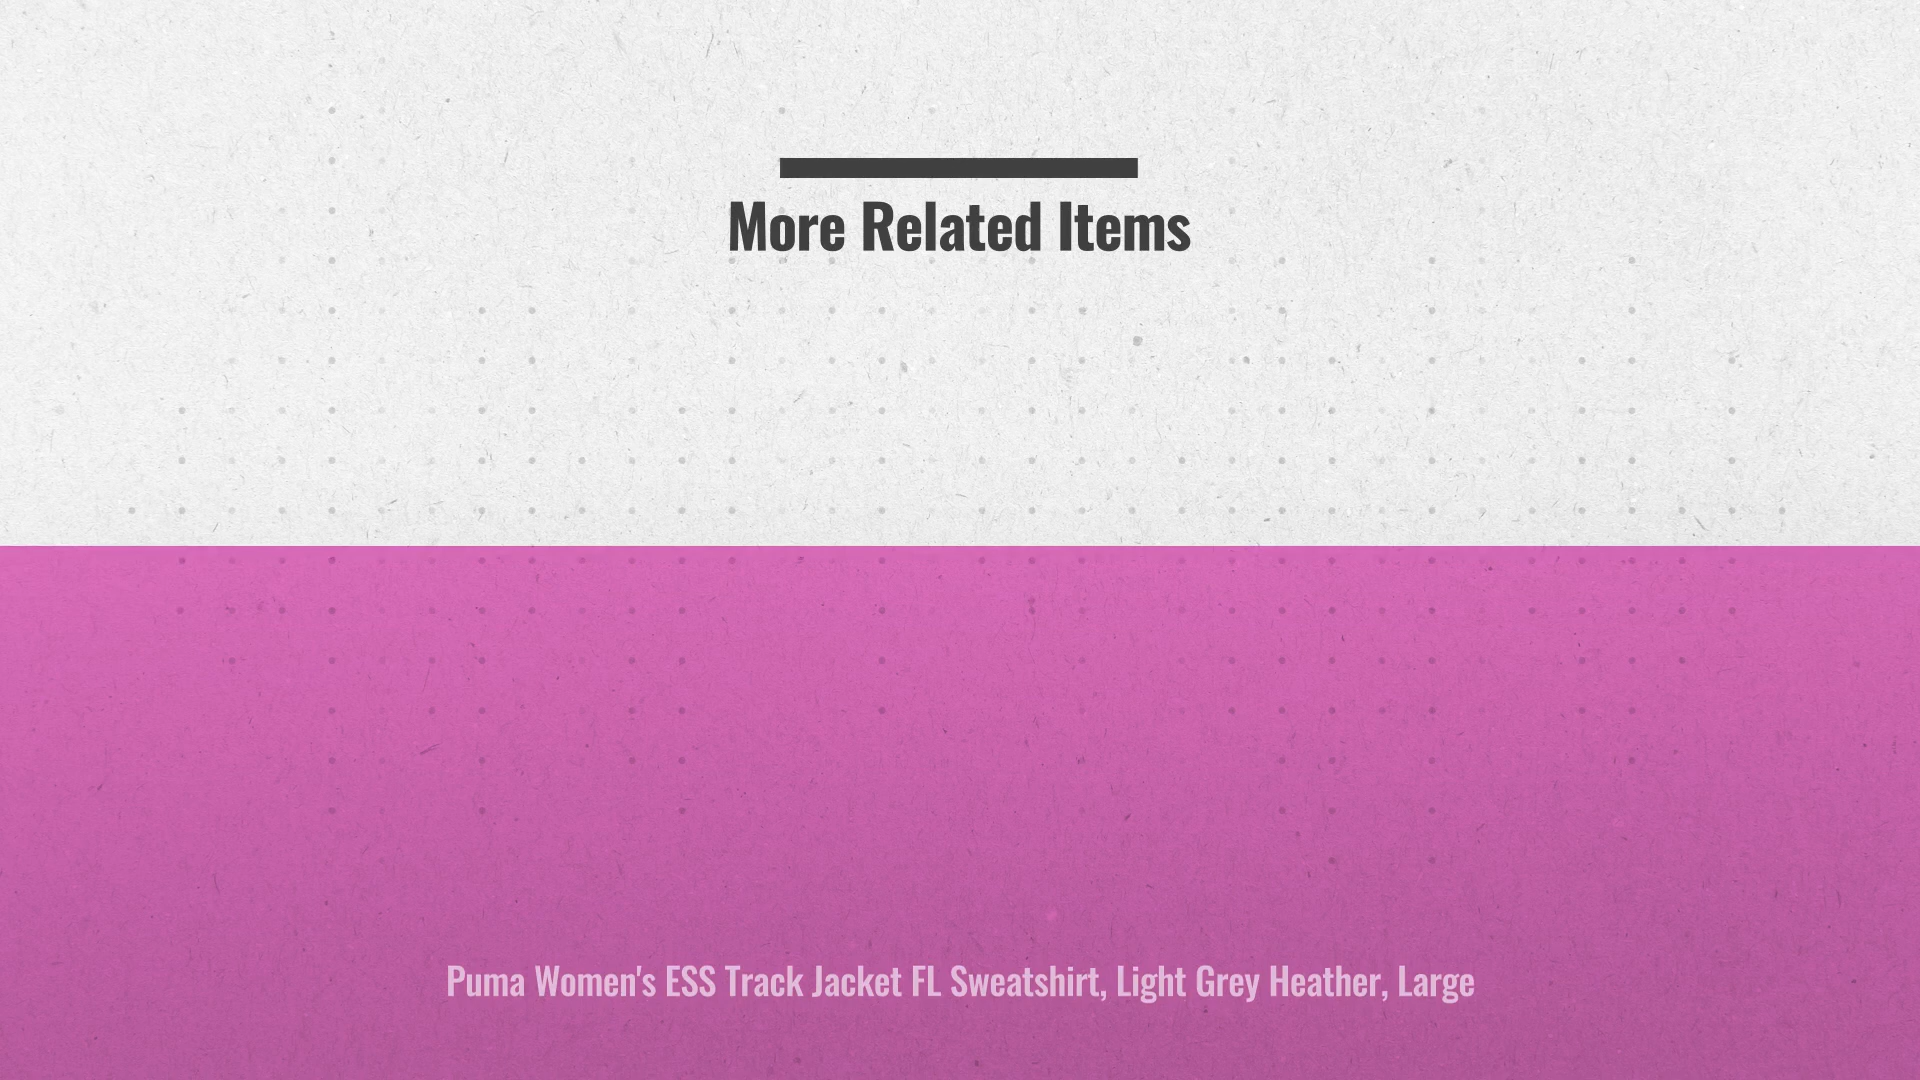 More Related Items
Puma Women's ESS Track Jacket FL Sweatshirt, Light Grey Heather, Large